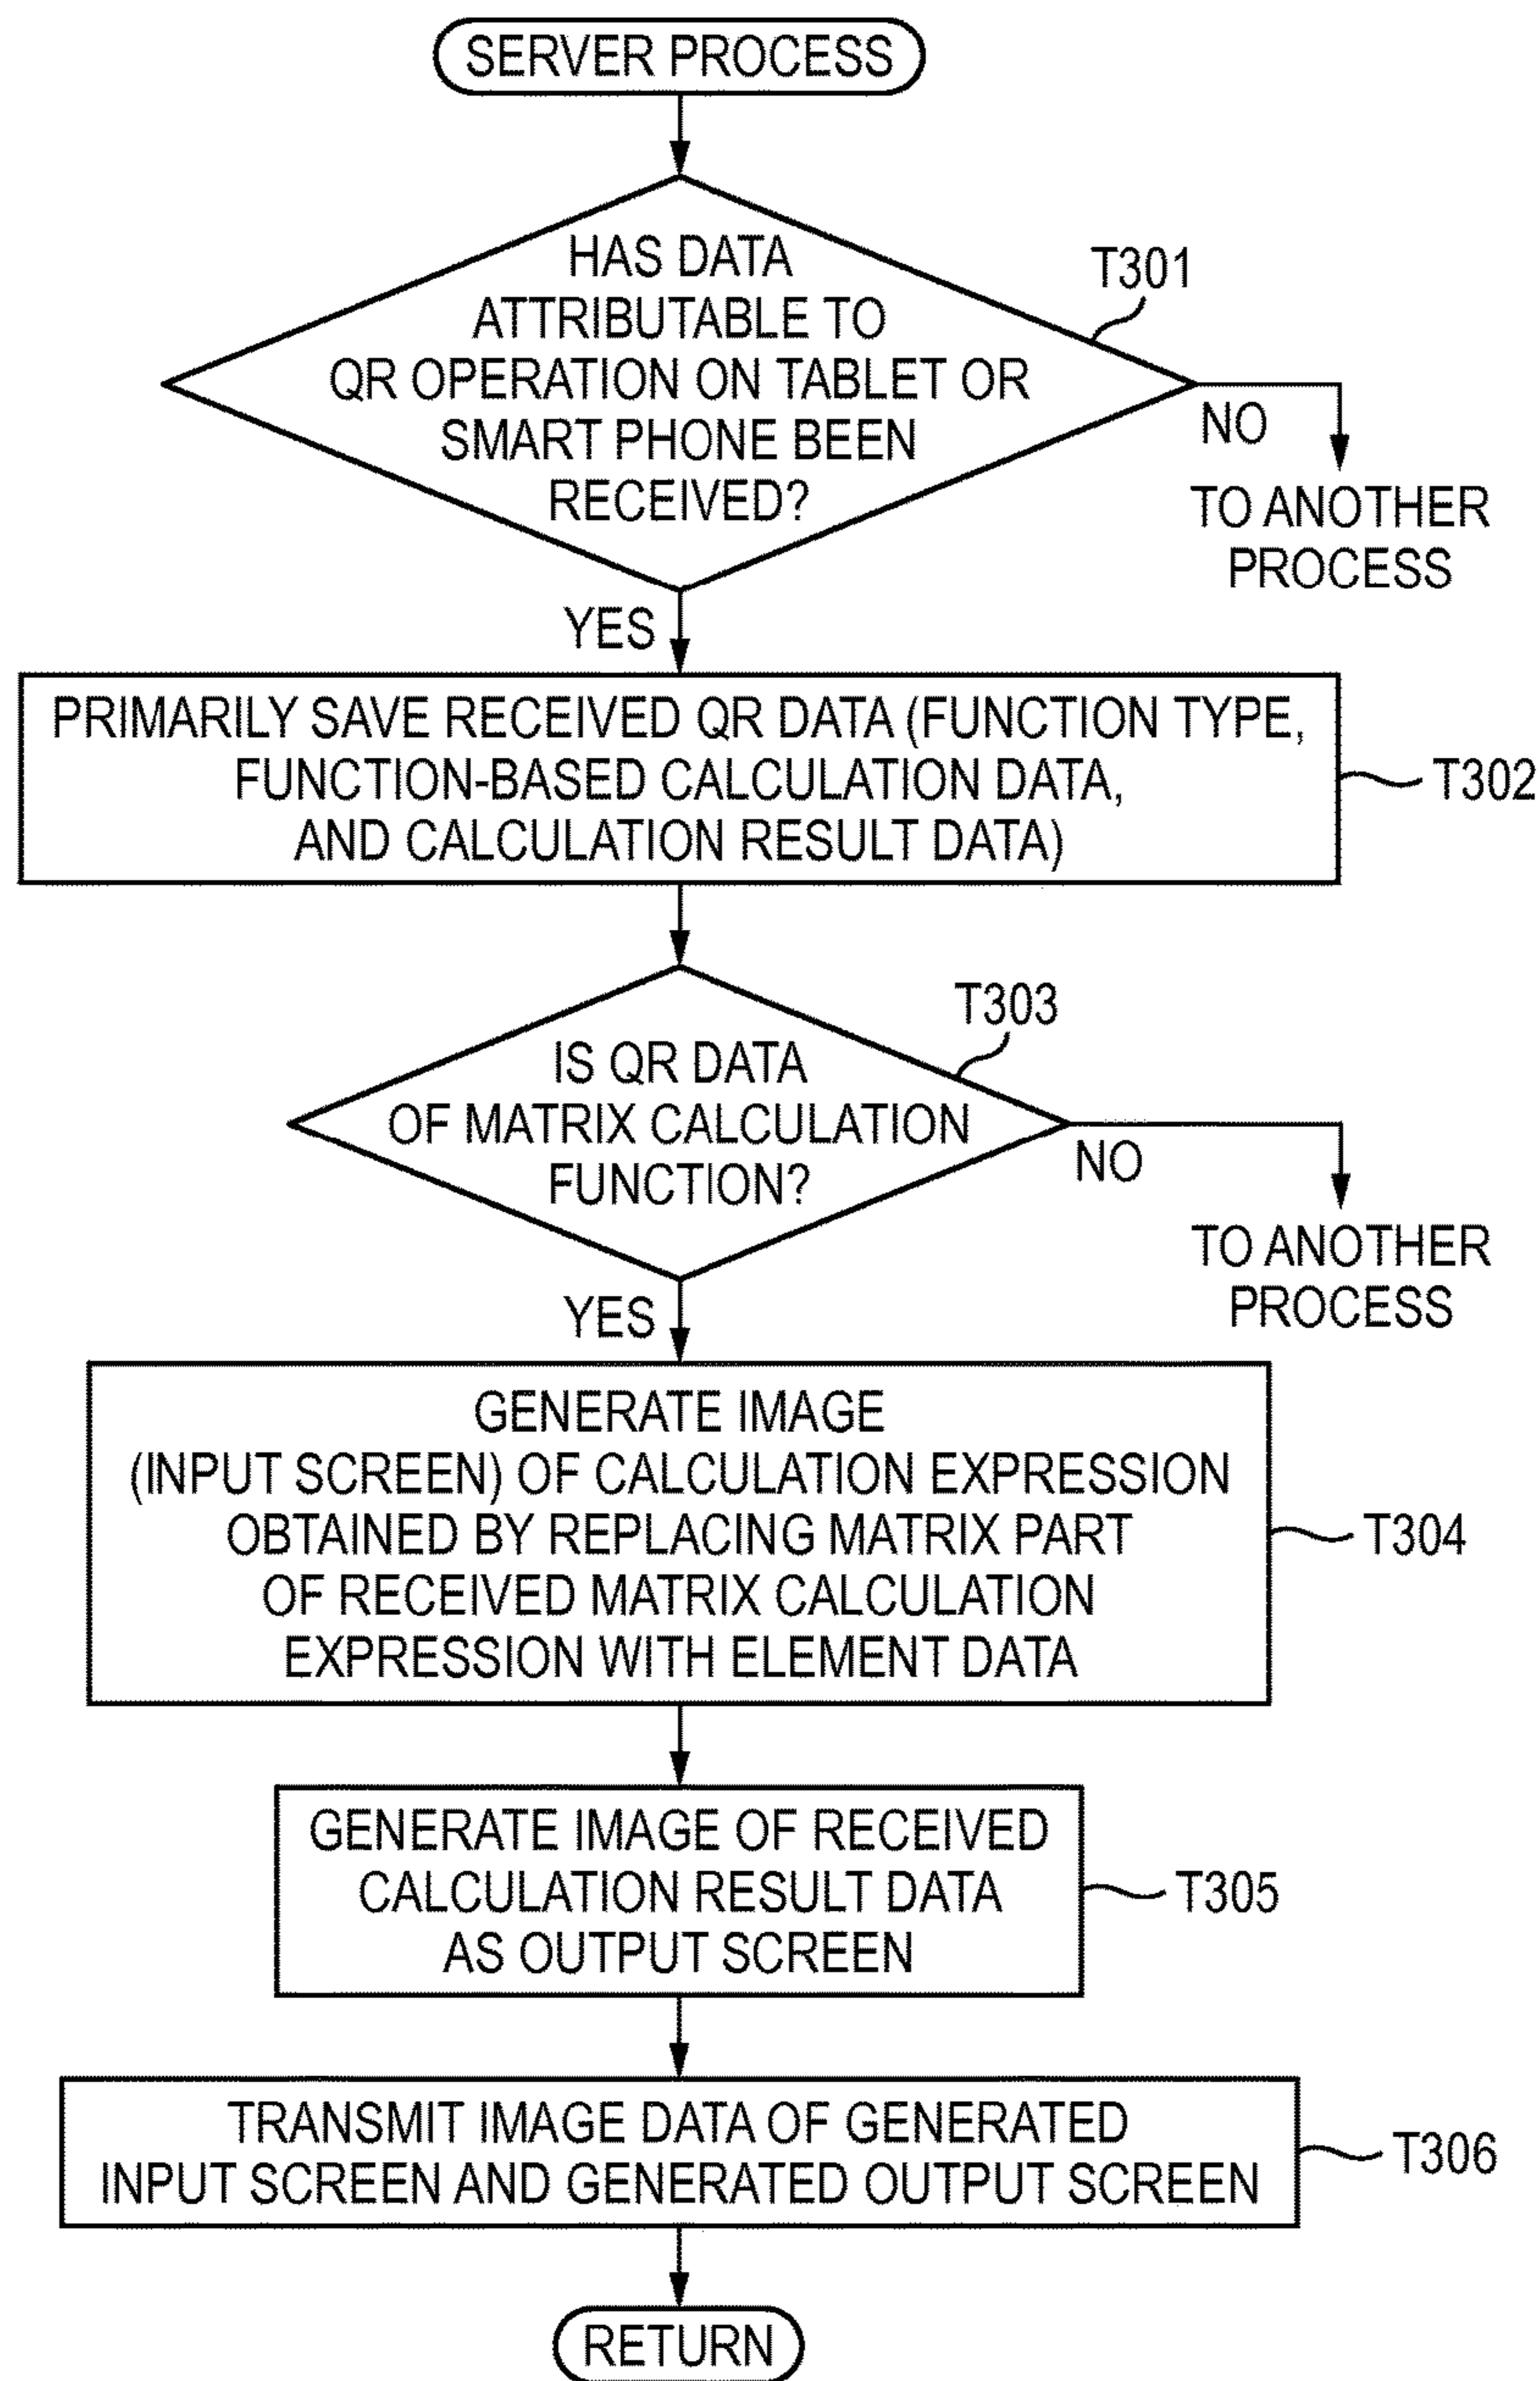 SERVER PROCESS
HAS DATA
ATTRIBUTABLE TO
QR OPERATION ON TABLET OR
SMART PHONE BEEN
RECEIVED?
T301
NO
TO ANOTHER
PROCESS
YES
PRIMARILY SAVE RECEIVED QR DATA (FUNCTION TYPE,
FUNCTION-BASED CALCULATION DATA,
AND CALCULATION RESULT DATA)
T302
IS QR DATA
OF MATRIX CALCULATION
FUNCTION?
T303
NO
TO ANOTHER
PROCESS
YES
GENERATE IMAGE
(INPUT SCREEN) OF CALCULATION EXPRESSION
OBTAINED BY REPLACING MATRIX PART
OF RECEIVED MATRIX CALCULATION
EXPRESSION WITH ELEMENT DATA
T304
GENERATE IMAGE OF RECEIVED
CALCULATION RESULT DATA
AS OUTPUT SCREEN
T305
TRANSMIT IMAGE DATA OF GENERATED
INPUT SCREEN AND GENERATED OUTPUT SCREEN
T306
RETURN